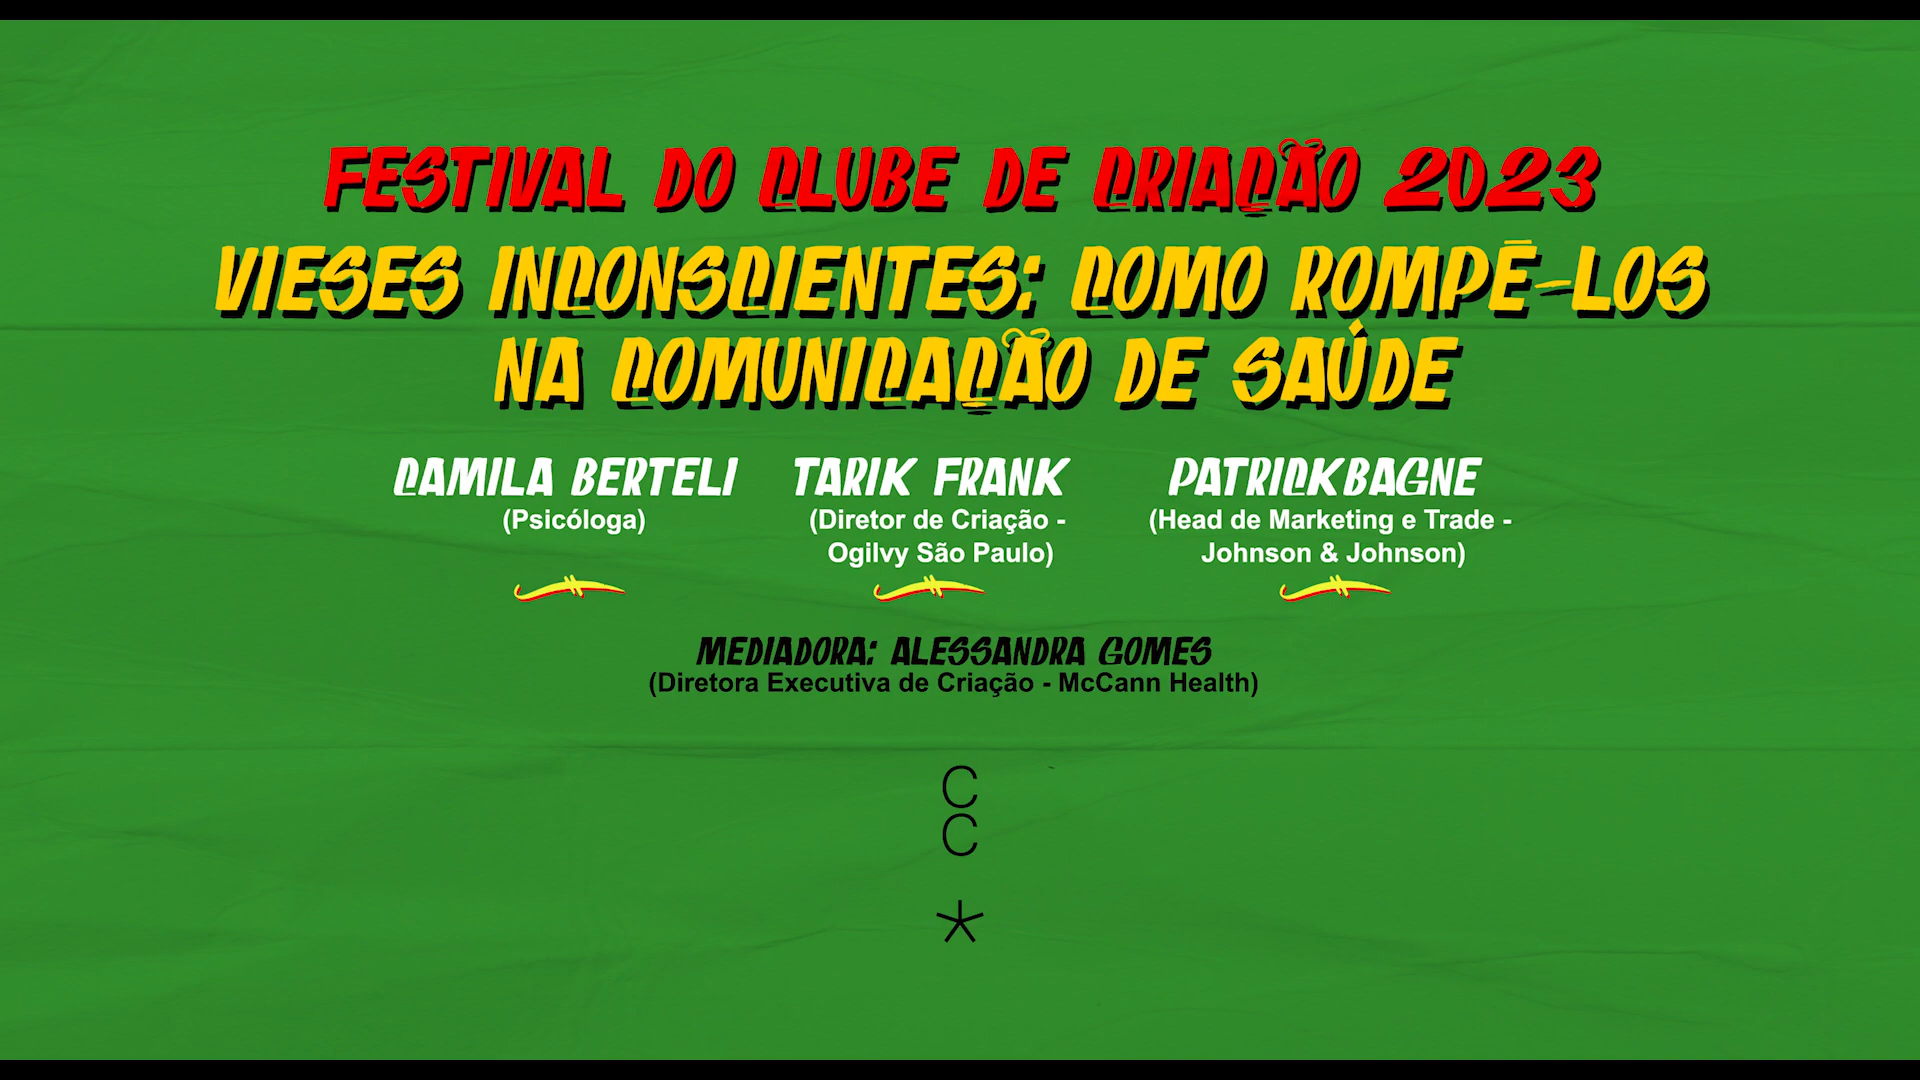 FESTIVAL DO CLUBE DE CRIAÇÃO 2023
VIESES INCONSCIENTES: COMO ROMPÊ-LOS
NA COMUNICAÇÃO DE SAÚDE
CAMILA BERTELI
(Psicóloga)
TARIK FRANK
(Diretor de Criação -
Ogilvy São Paulo)
PATRICK BAGNE
(Head de Marketing e Trade -
Johnson & Johnson)
MEDIADORA: ALESSANDRA GOMES
(Diretora Executiva de Criação - McCann Health)
C
C
*